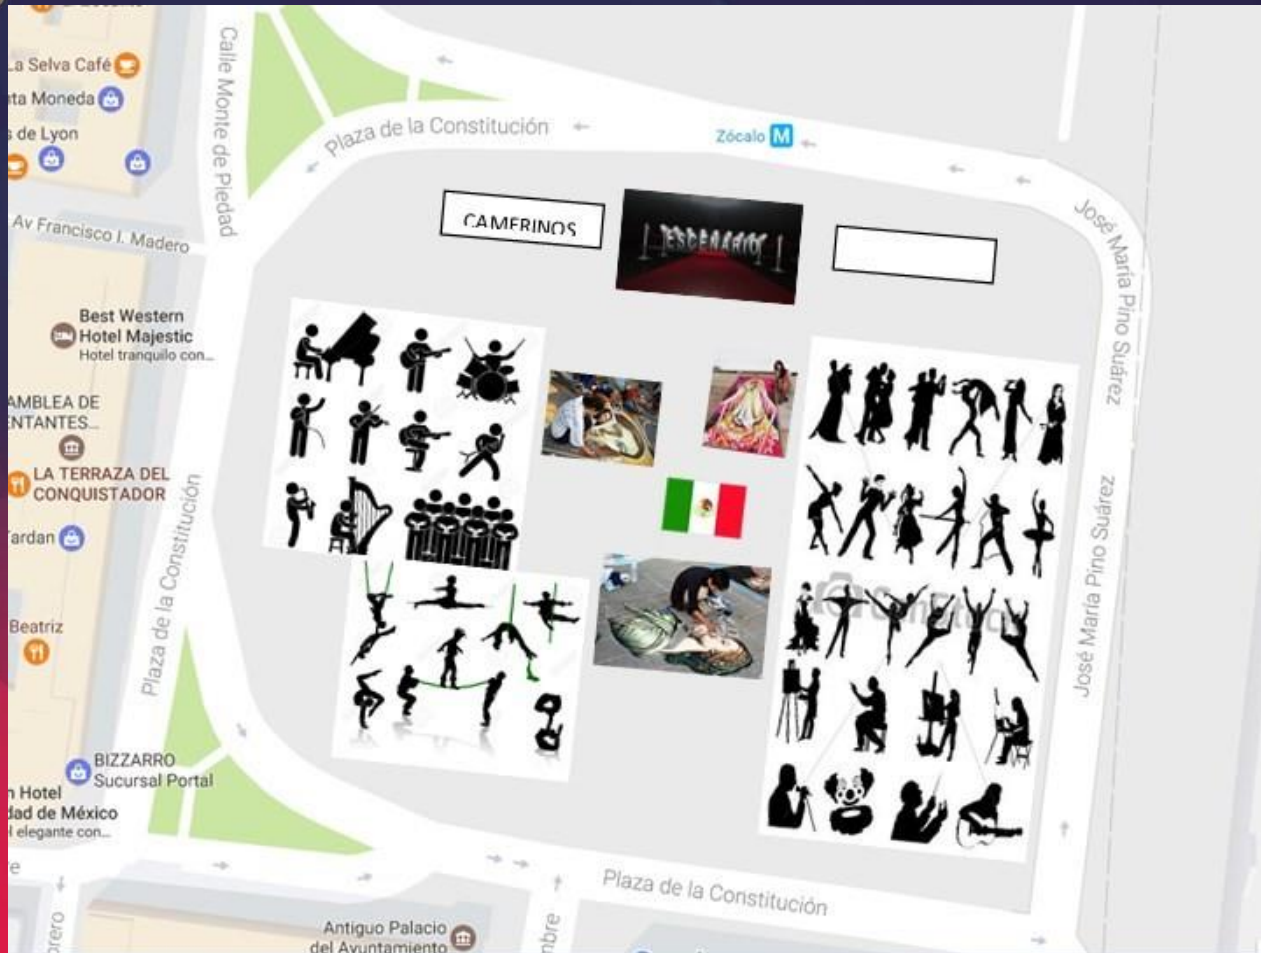 La Selva Café
Moneda
de Lyon
Av Francisco I. Madero
Calle Monte de Piedad
Plaza de la Constitución
Zócalo M
José María Pino Suárez
CAMERINOS
ESCENARIO
Best Western
Hotel Majestic
Hotel tranquilo con...
AMBLEA DE
ENTANTES...
LA TERRAZA DEL
CONQUISTADOR
Tardan
Plaza de la Constitución
José María Pino Suárez
Beatriz
BIZZARRO
Sucursal Portal
Hotel
dad de México
elegante con...
Plaza de la Constitución
Antiguo Palacio
del Ayuntamiento